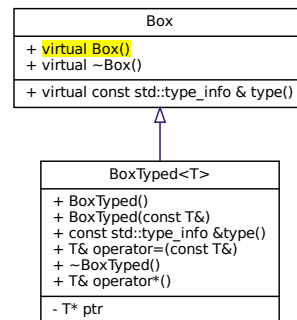 Box
+ virtual Box()
+ virtual ~Box()
+ virtual const std::type_info & type()
BoxTyped<T>
+ BoxTyped()
+ BoxTyped(const T&)
+ const std::type_info &type()
+ T& operator=(const T&)
+ ~BoxTyped()
+ T& operator*()
- T* ptr